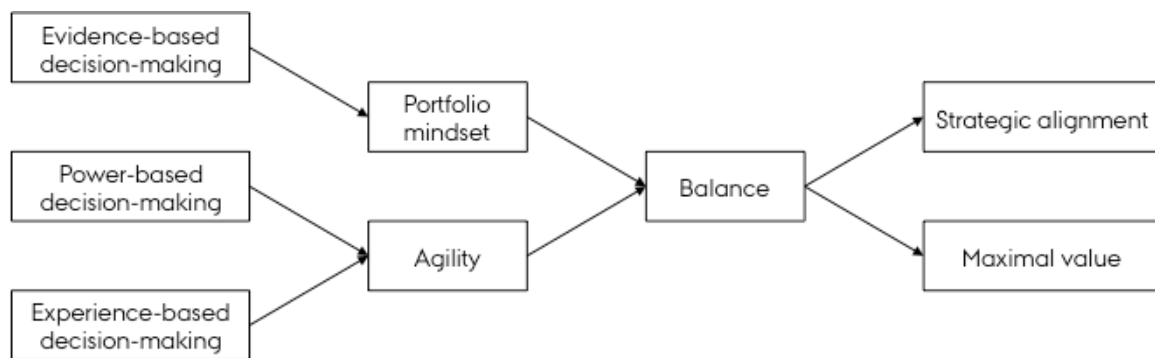 Evidence-based
decision-making
Portfolio
mindset
Strategic alignment
Power-based
decision-making
Balance
Agility
Maximal value
Experience-based
decision-making